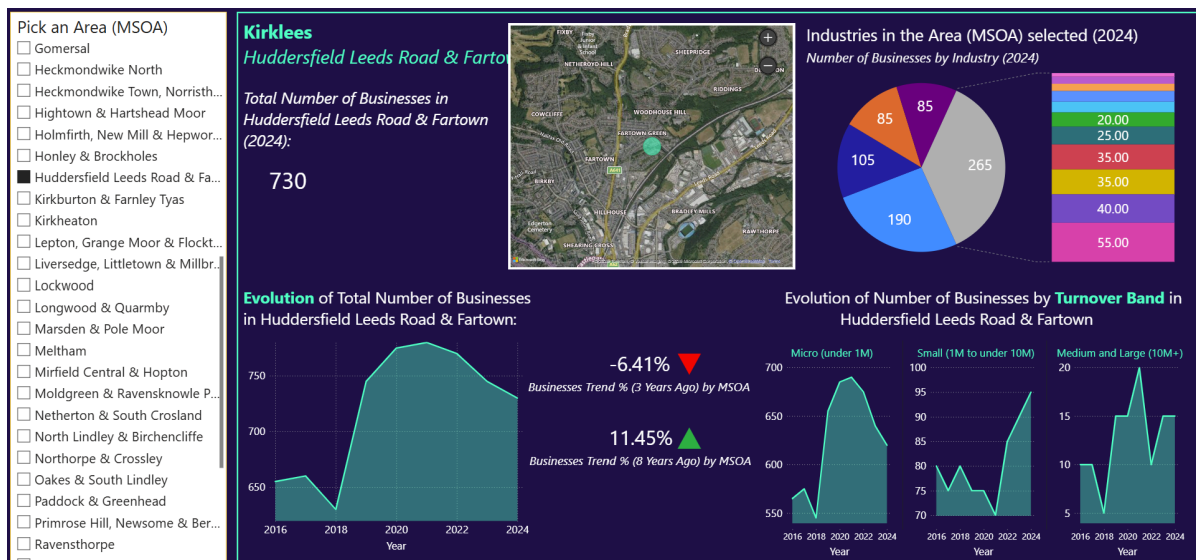 Pick an Area (MSOA)
Gomersal
Heckmondwike North
Heckmondwike Town, Norristh...
Hightown & Hartshead Moor
Holmfirth, New Mill & Hepwor...
Honley & Brockholes
Huddersfield Leeds Road & Fa...
Kirkburton & Farnley Tyas
Kirkheaton
Lepton, Grange Moor & Flockt...
Liversedge, Littletown & Millbr...
Lockwood
Longwood & Quarmby
Marsden & Pole Moor
Meltham
Mirfield Central & Hopton
Moldgreen & Ravensknowle P...
Netherton & South Crosland
North Lindley & Birchencliffe
Northorpe & Crossley
Oakes & South Lindley
Paddock & Greenhead
Primrose Hill, Newsome & Ber...
Ravensthorpe
Kirklees
Huddersfield Leeds Road & Farto
Total Number of Businesses in
Huddersfield Leeds Road & Fartown
(2024):
730
FIXBY
Fixby
Junior
& Infant
School
NETHEROYD HILL
SHEEPRIDGE
RIDDINGS
WOODHOUSE HILL
COWCLIFFE
FARTOWN GREEN
FARTOWN
BIRKBY
HILLHOUSE
BRADLEY MILLS
Edgerton
Cemetery
RAWTHORPE
SHEARING CROSS
Industries in the Area (MSOA) selected (2024)
Number of Businesses by Industry (2024)
85
85
105
190
265
20.00
25.00
35.00
35.00
40.00
55.00
Evolution of Total Number of Businesses
in Huddersfield Leeds Road & Fartown:
750
700
650
2016 2018 2020 2022 2024
Year
-6.41%
Businesses Trend % (3 Years Ago) by MSOA
11.45%
Businesses Trend % (8 Years Ago) by MSOA
Evolution of Number of Businesses by Turnover Band in
Huddersfield Leeds Road & Fartown
Micro (under 1M)
700
650
600
550
2016 2018 2020 2022 2024
Year
Small (1M to under 10M)
100
95
90
85
80
75
70
2016 2018 2020 2022 2024
Year
Medium and Large (10M+)
20
15
10
5
2016 2018 2020 2022 2024
Year